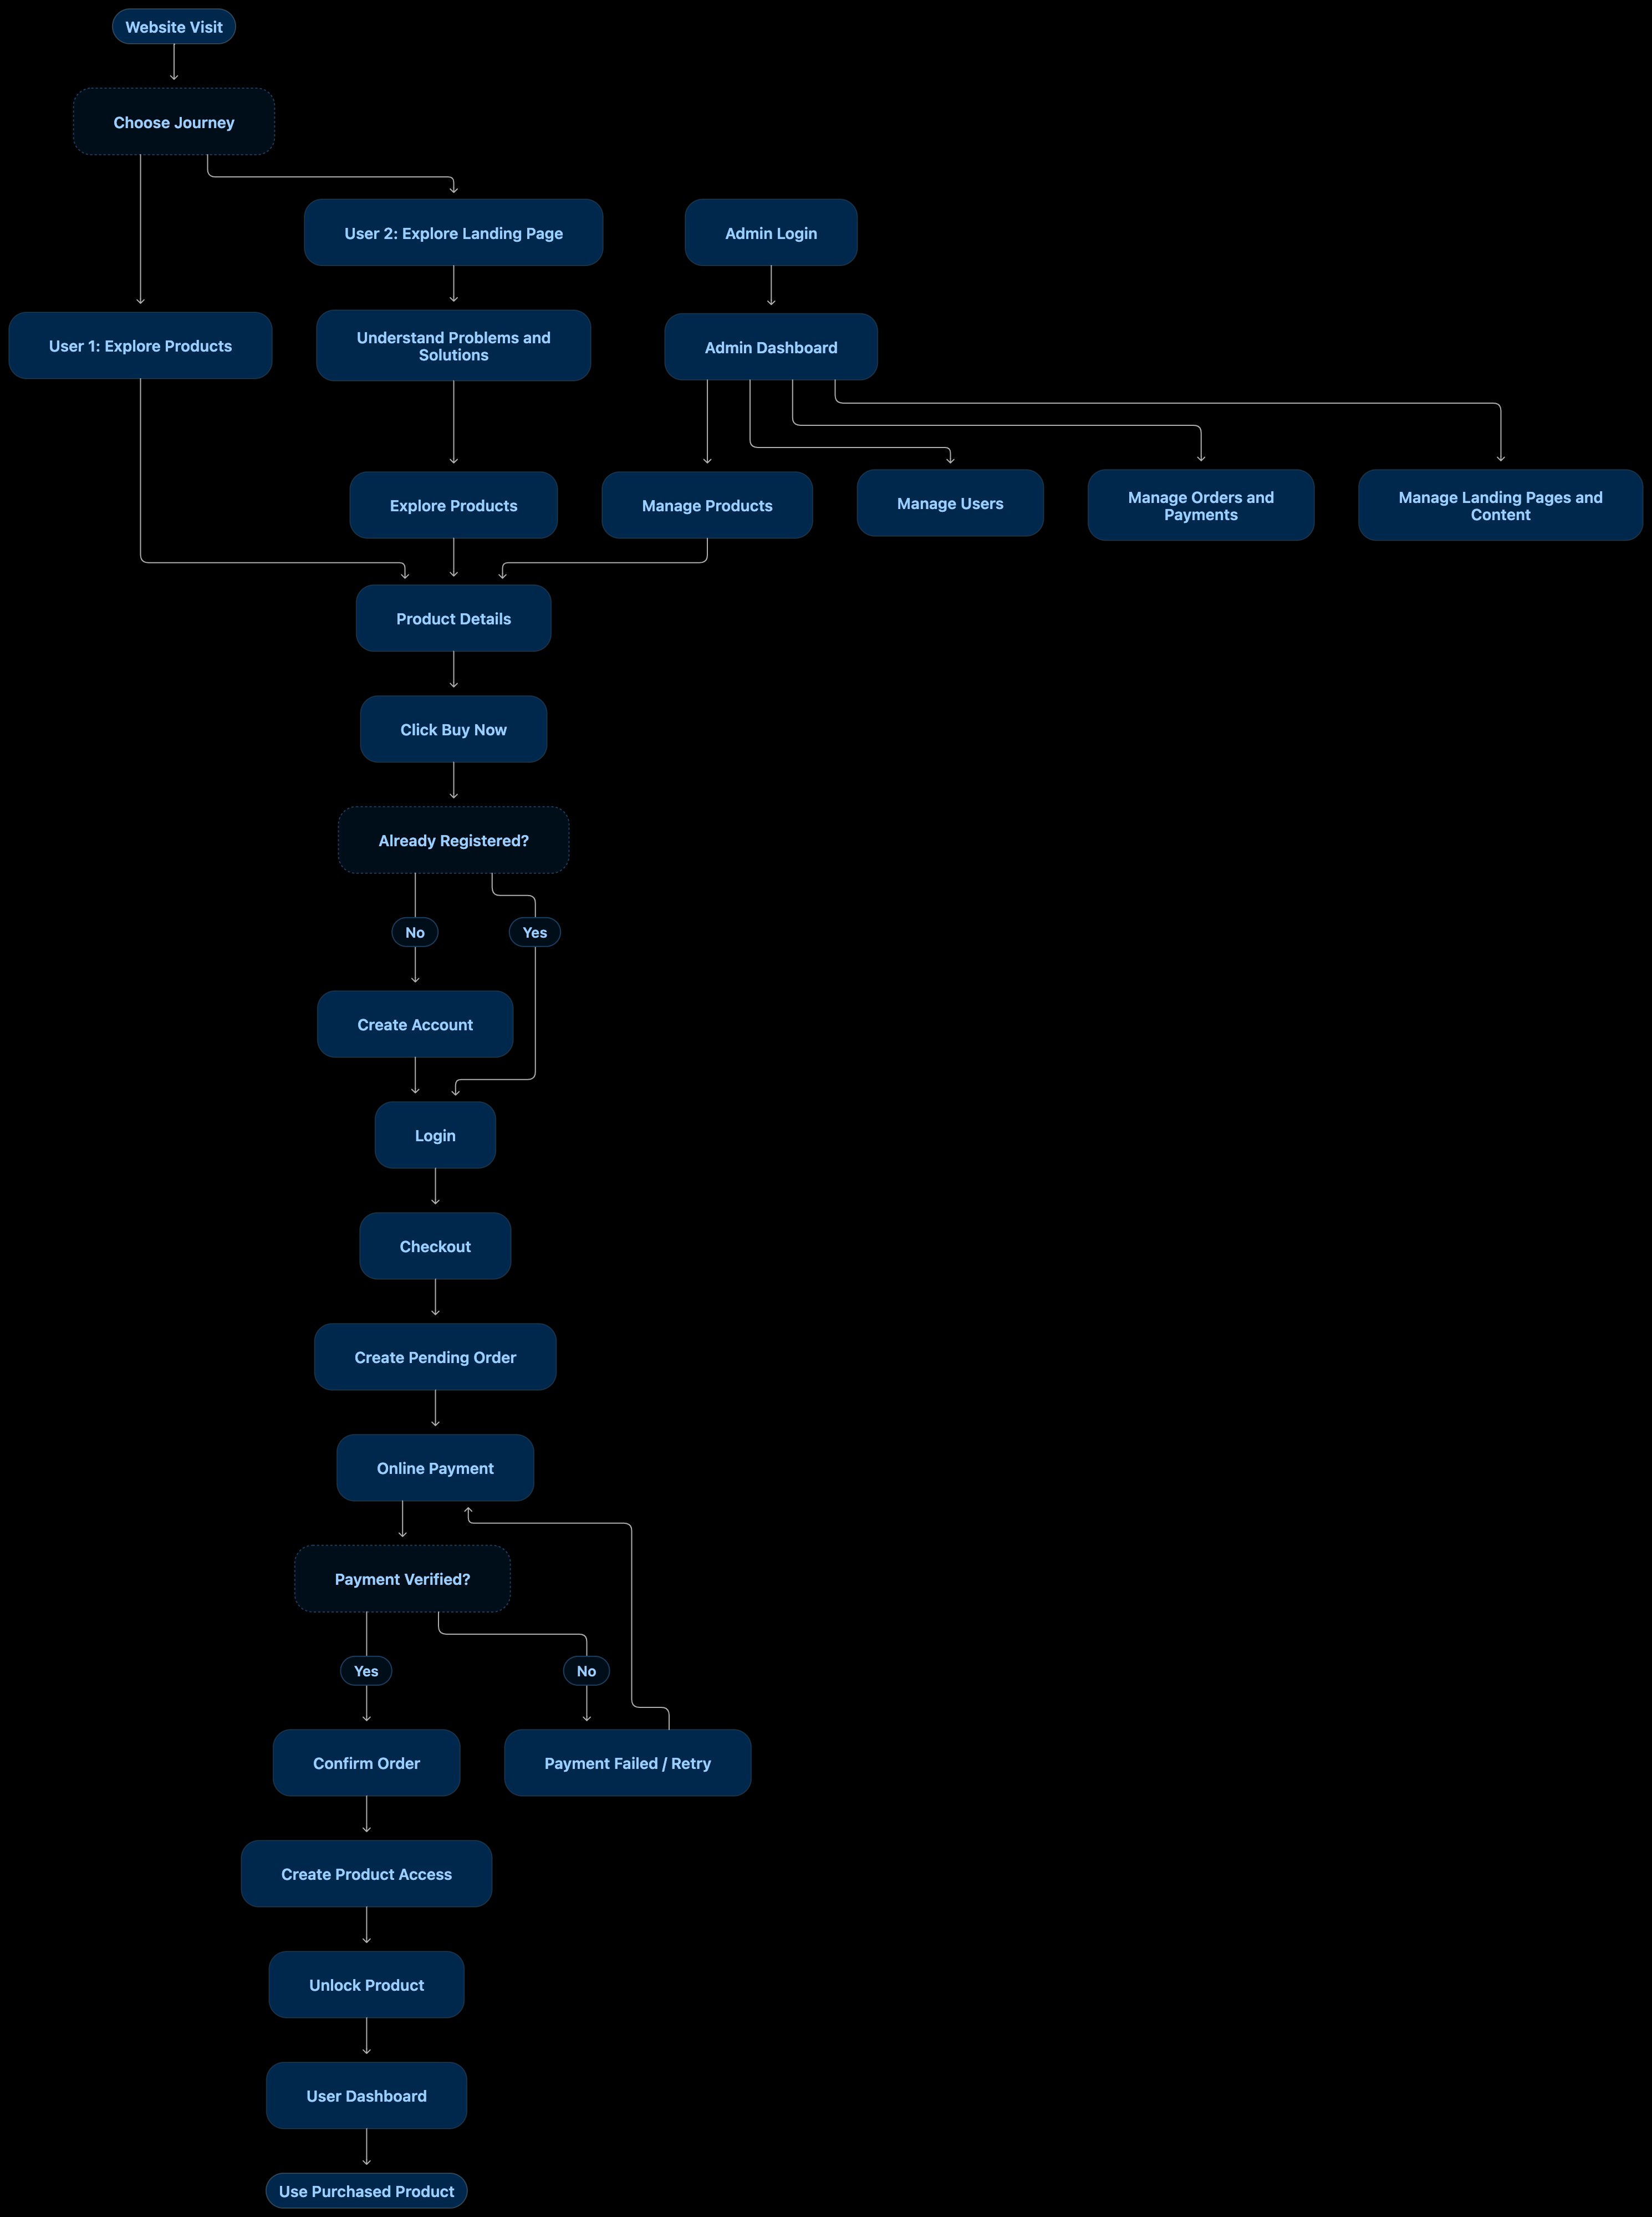 Website Visit
Choose Journey
User 2: Explore Landing Page
Admin Login
User 1: Explore Products
Understand Problems and
Solutions
Admin Dashboard
Explore Products
Manage Products
Manage Users
Manage Orders and
Payments
Manage Landing Pages and
Content
Product Details
Click Buy Now
Already Registered?
No
Yes
Create Account
Login
Checkout
Create Pending Order
Online Payment
Payment Verified?
Yes
No
Confirm Order
Payment Failed / Retry
Create Product Access
Unlock Product
User Dashboard
Use Purchased Product